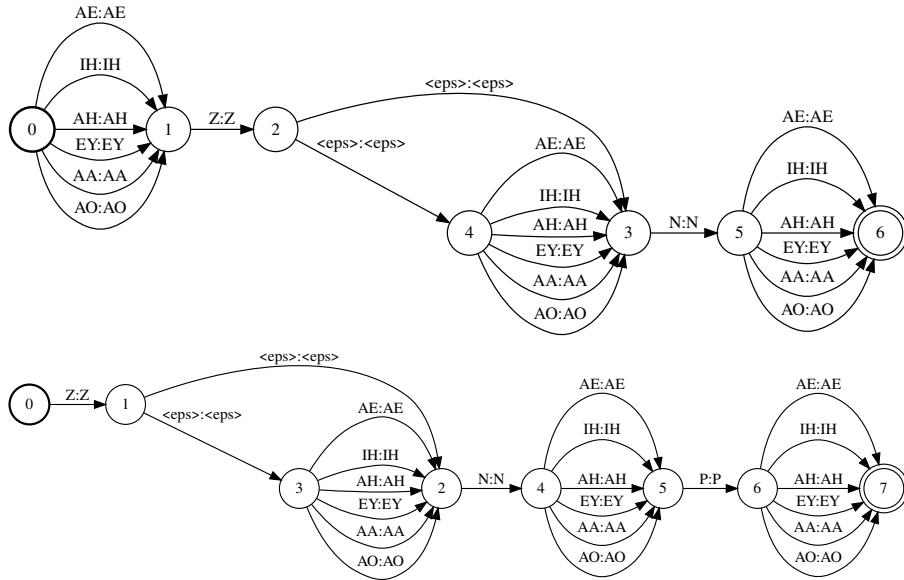 AE:AE
IH:IH
AH:AH
EY:EY
AA:AA
AO:AO
0
1
Z:Z
2
<eps>:<eps>
<eps>:<eps>
4
AE:AE
IH:IH
AH:AH
EY:EY
AA:AA
AO:AO
3
N:N
5
AE:AE
IH:IH
AH:AH
EY:EY
AA:AA
AO:AO
6
0
Z:Z
1
<eps>:<eps>
<eps>:<eps>
3
AE:AE
IH:IH
AH:AH
EY:EY
AA:AA
AO:AO
2
N:N
4
AE:AE
IH:IH
AH:AH
EY:EY
AA:AA
AO:AO
5
P:P
6
AE:AE
IH:IH
AH:AH
EY:EY
AA:AA
AO:AO
7